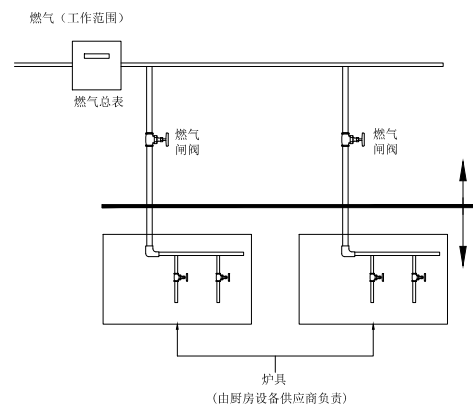 燃气（工作范围）
燃气总表
燃气
闸阀
燃气
闸阀
炉具
(由厨房设备供应商负责)